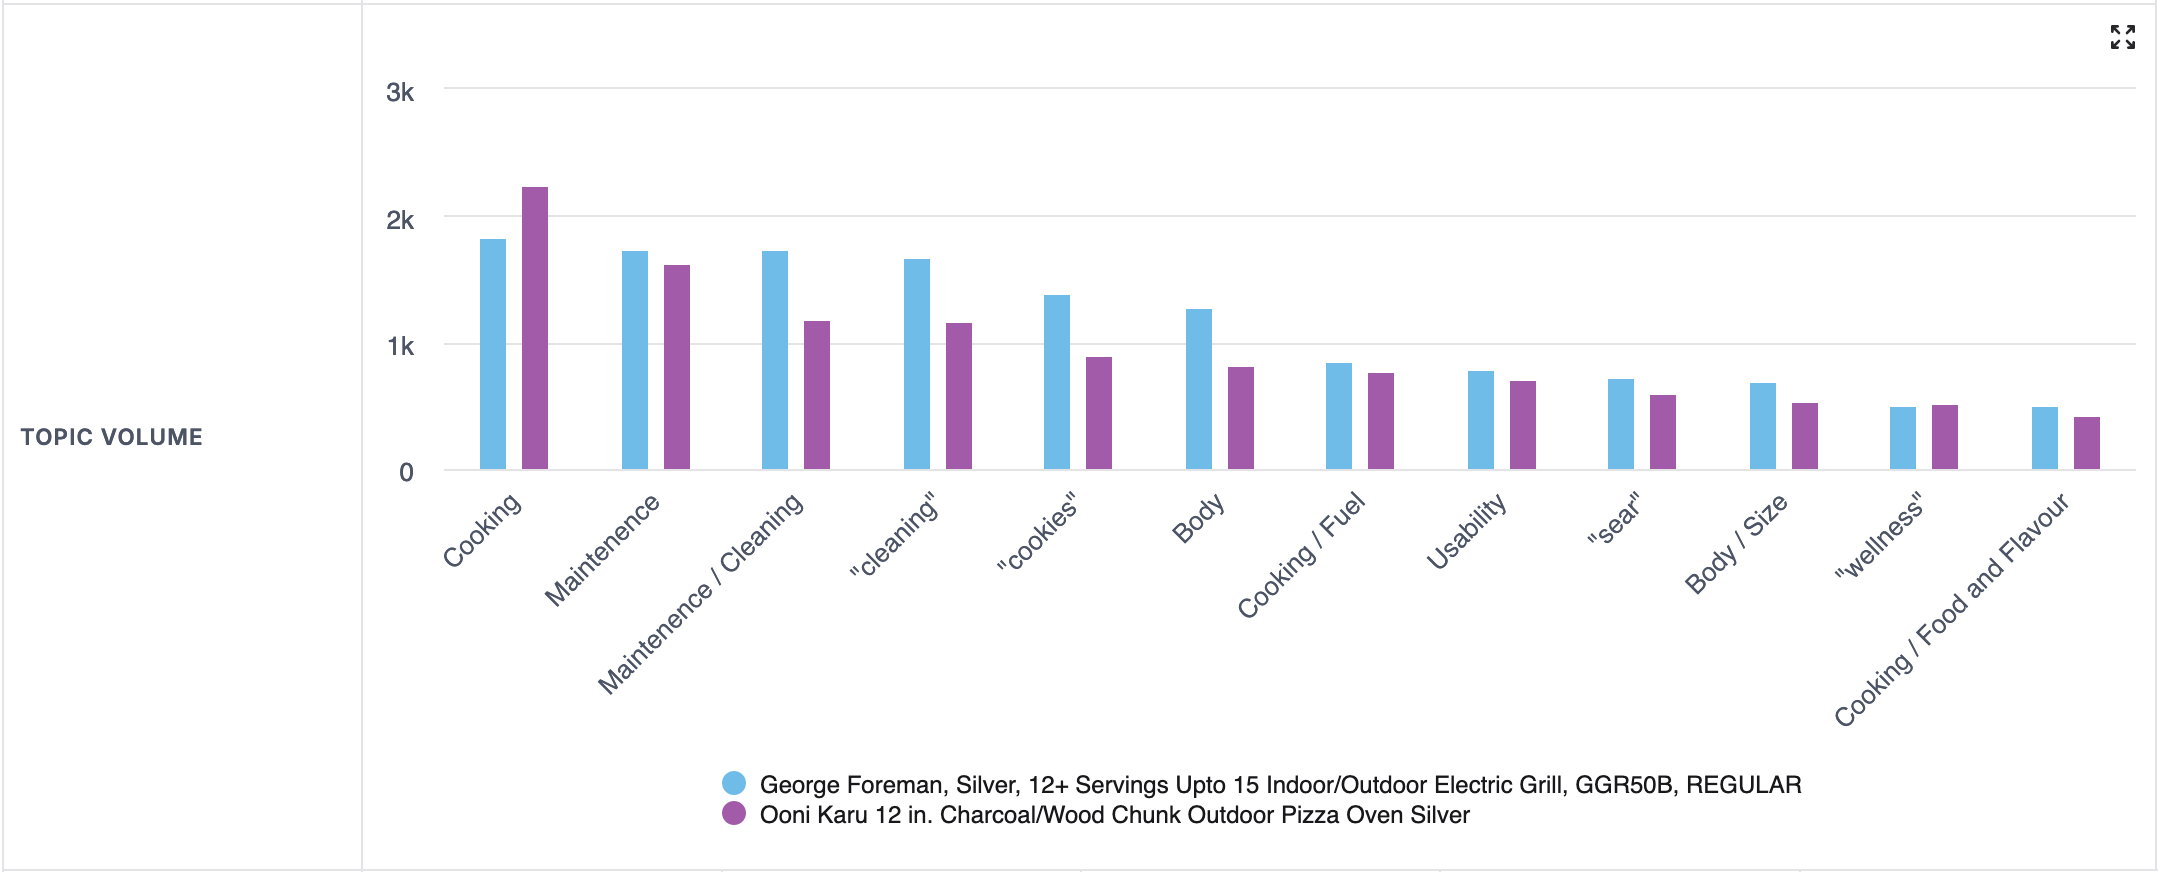 3k
2k
1k
0
TOPIC VOLUME
Cooking
Maintenence
Maintenence / Cleaning
"cleaning"
"cookies"
Body
Cooking / Fuel
Usability
"sear"
Body / Size
"wellness"
Cooking / Food and Flavour
George Foreman, Silver, 12+ Servings Upto 15 Indoor/Outdoor Electric Grill, GGR50B, REGULAR
Ooni Karu 12 in. Charcoal/Wood Chunk Outdoor Pizza Oven Silver